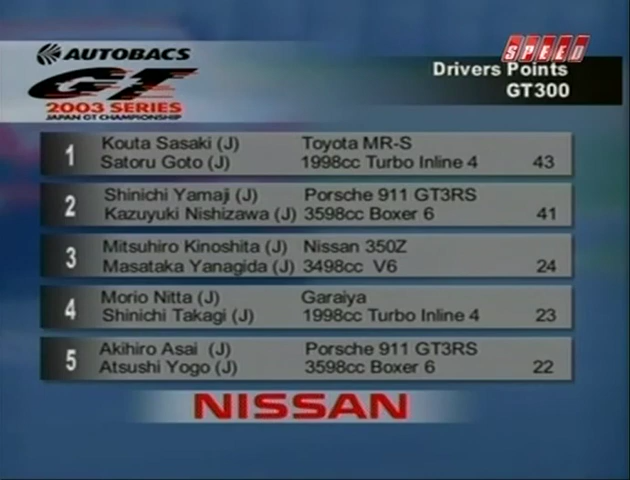 AUTOBACS
GT
2003 SERIES
JAPAN GT CHAMPIONSHIP
SPEED
Drivers Points
GT300
1
Kouta Sasaki (J) Toyota MR-S
Satoru Goto (J) 1998cc Turbo Inline 4 43
2
Shinichi Yamaji (J) Porsche 911 GT3RS
Kazuyuki Nishizawa (J) 3598cc Boxer 6 41
3
Mitsuhiro Kinoshita (J) Nissan 350Z
Masataka Yanagida (J) 3498cc V6 24
4
Morio Nitta (J) Garaiya
Shinichi Takagi (J) 1998cc Turbo Inline 4 23
5
Akihiro Asai (J) Porsche 911 GT3RS
Atsushi Yogo (J) 3598cc Boxer 6 22
NISSAN